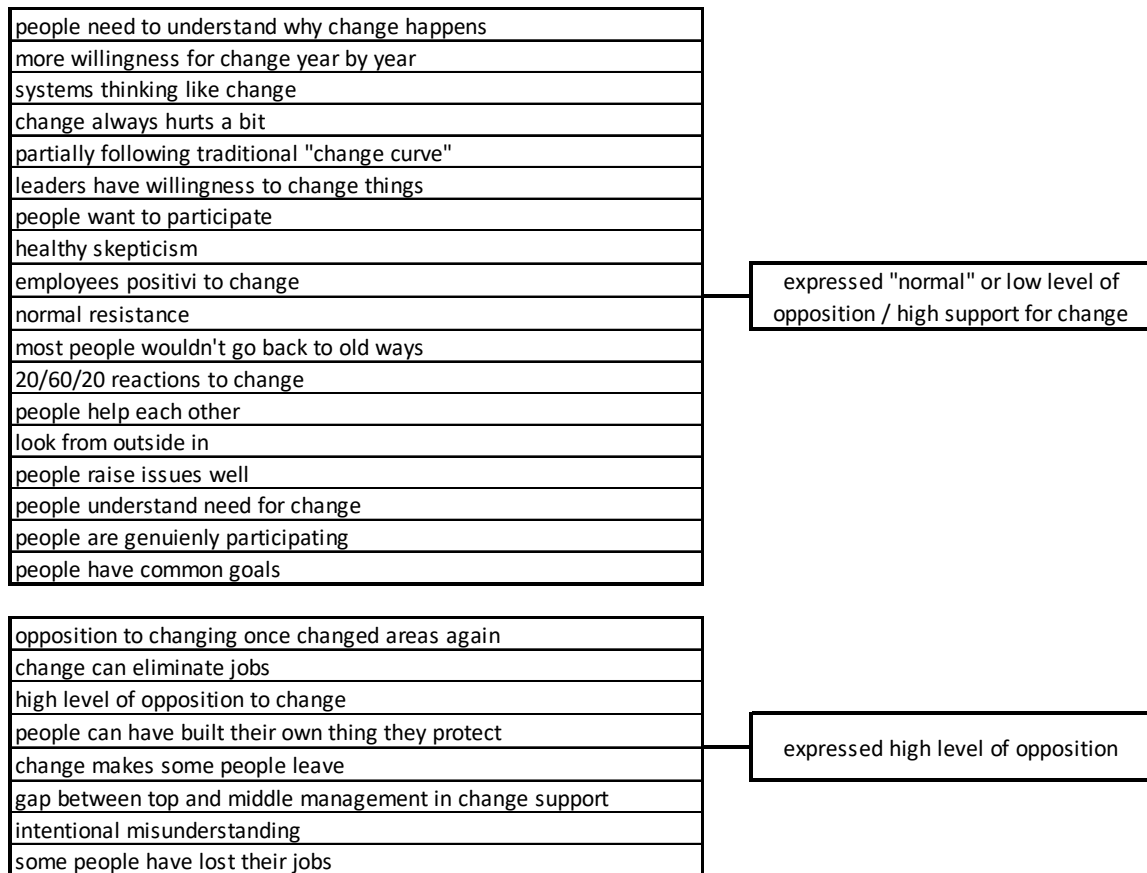 people need to understand why change happens
more willingness for change year by year
systems thinking like change
change always hurts a bit
partially following traditional "change curve"
leaders have willingness to change things
people want to participate
healthy skepticism
employees positivi to change
normal resistance
most people wouldn't go back to old ways
20/60/20 reactions to change
people help each other
look from outside in
people raise issues well
people understand need for change
people are genuienly participating
people have common goals
expressed "normal" or low level of
opposition / high support for change
opposition to changing once changed areas again
change can eliminate jobs
high level of opposition to change
people can have built their own thing they protect
change makes some people leave
gap between top and middle management in change support
intentional misunderstanding
some people have lost their jobs
expressed high level of opposition